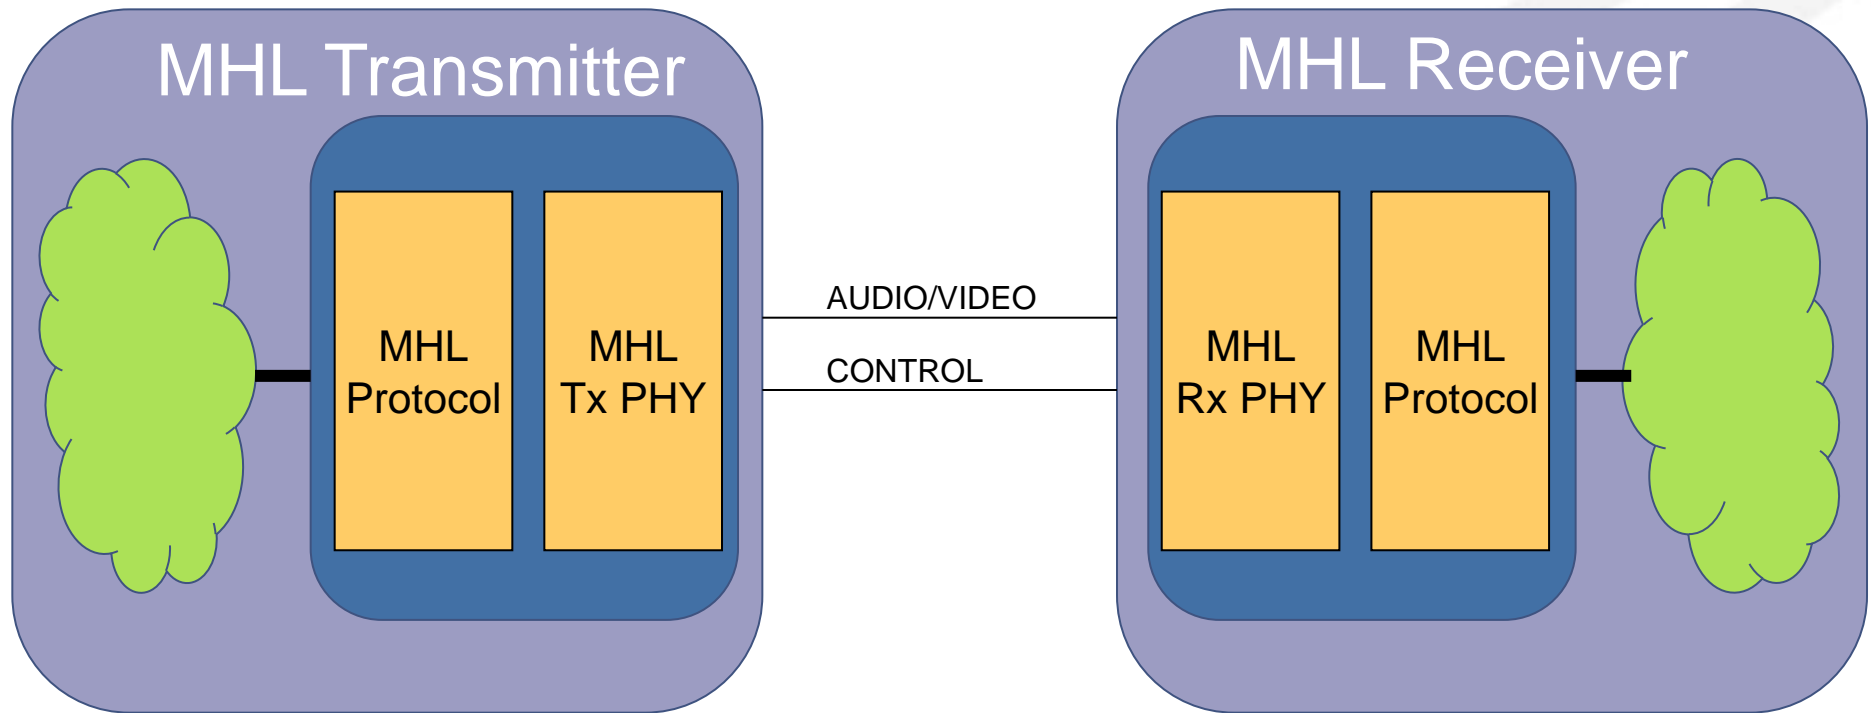 MHL Transmitter
MHL Receiver
MHL
Protocol
MHL
Tx PHY
AUDIO/VIDEO
CONTROL
MHL
Rx PHY
MHL
Protocol